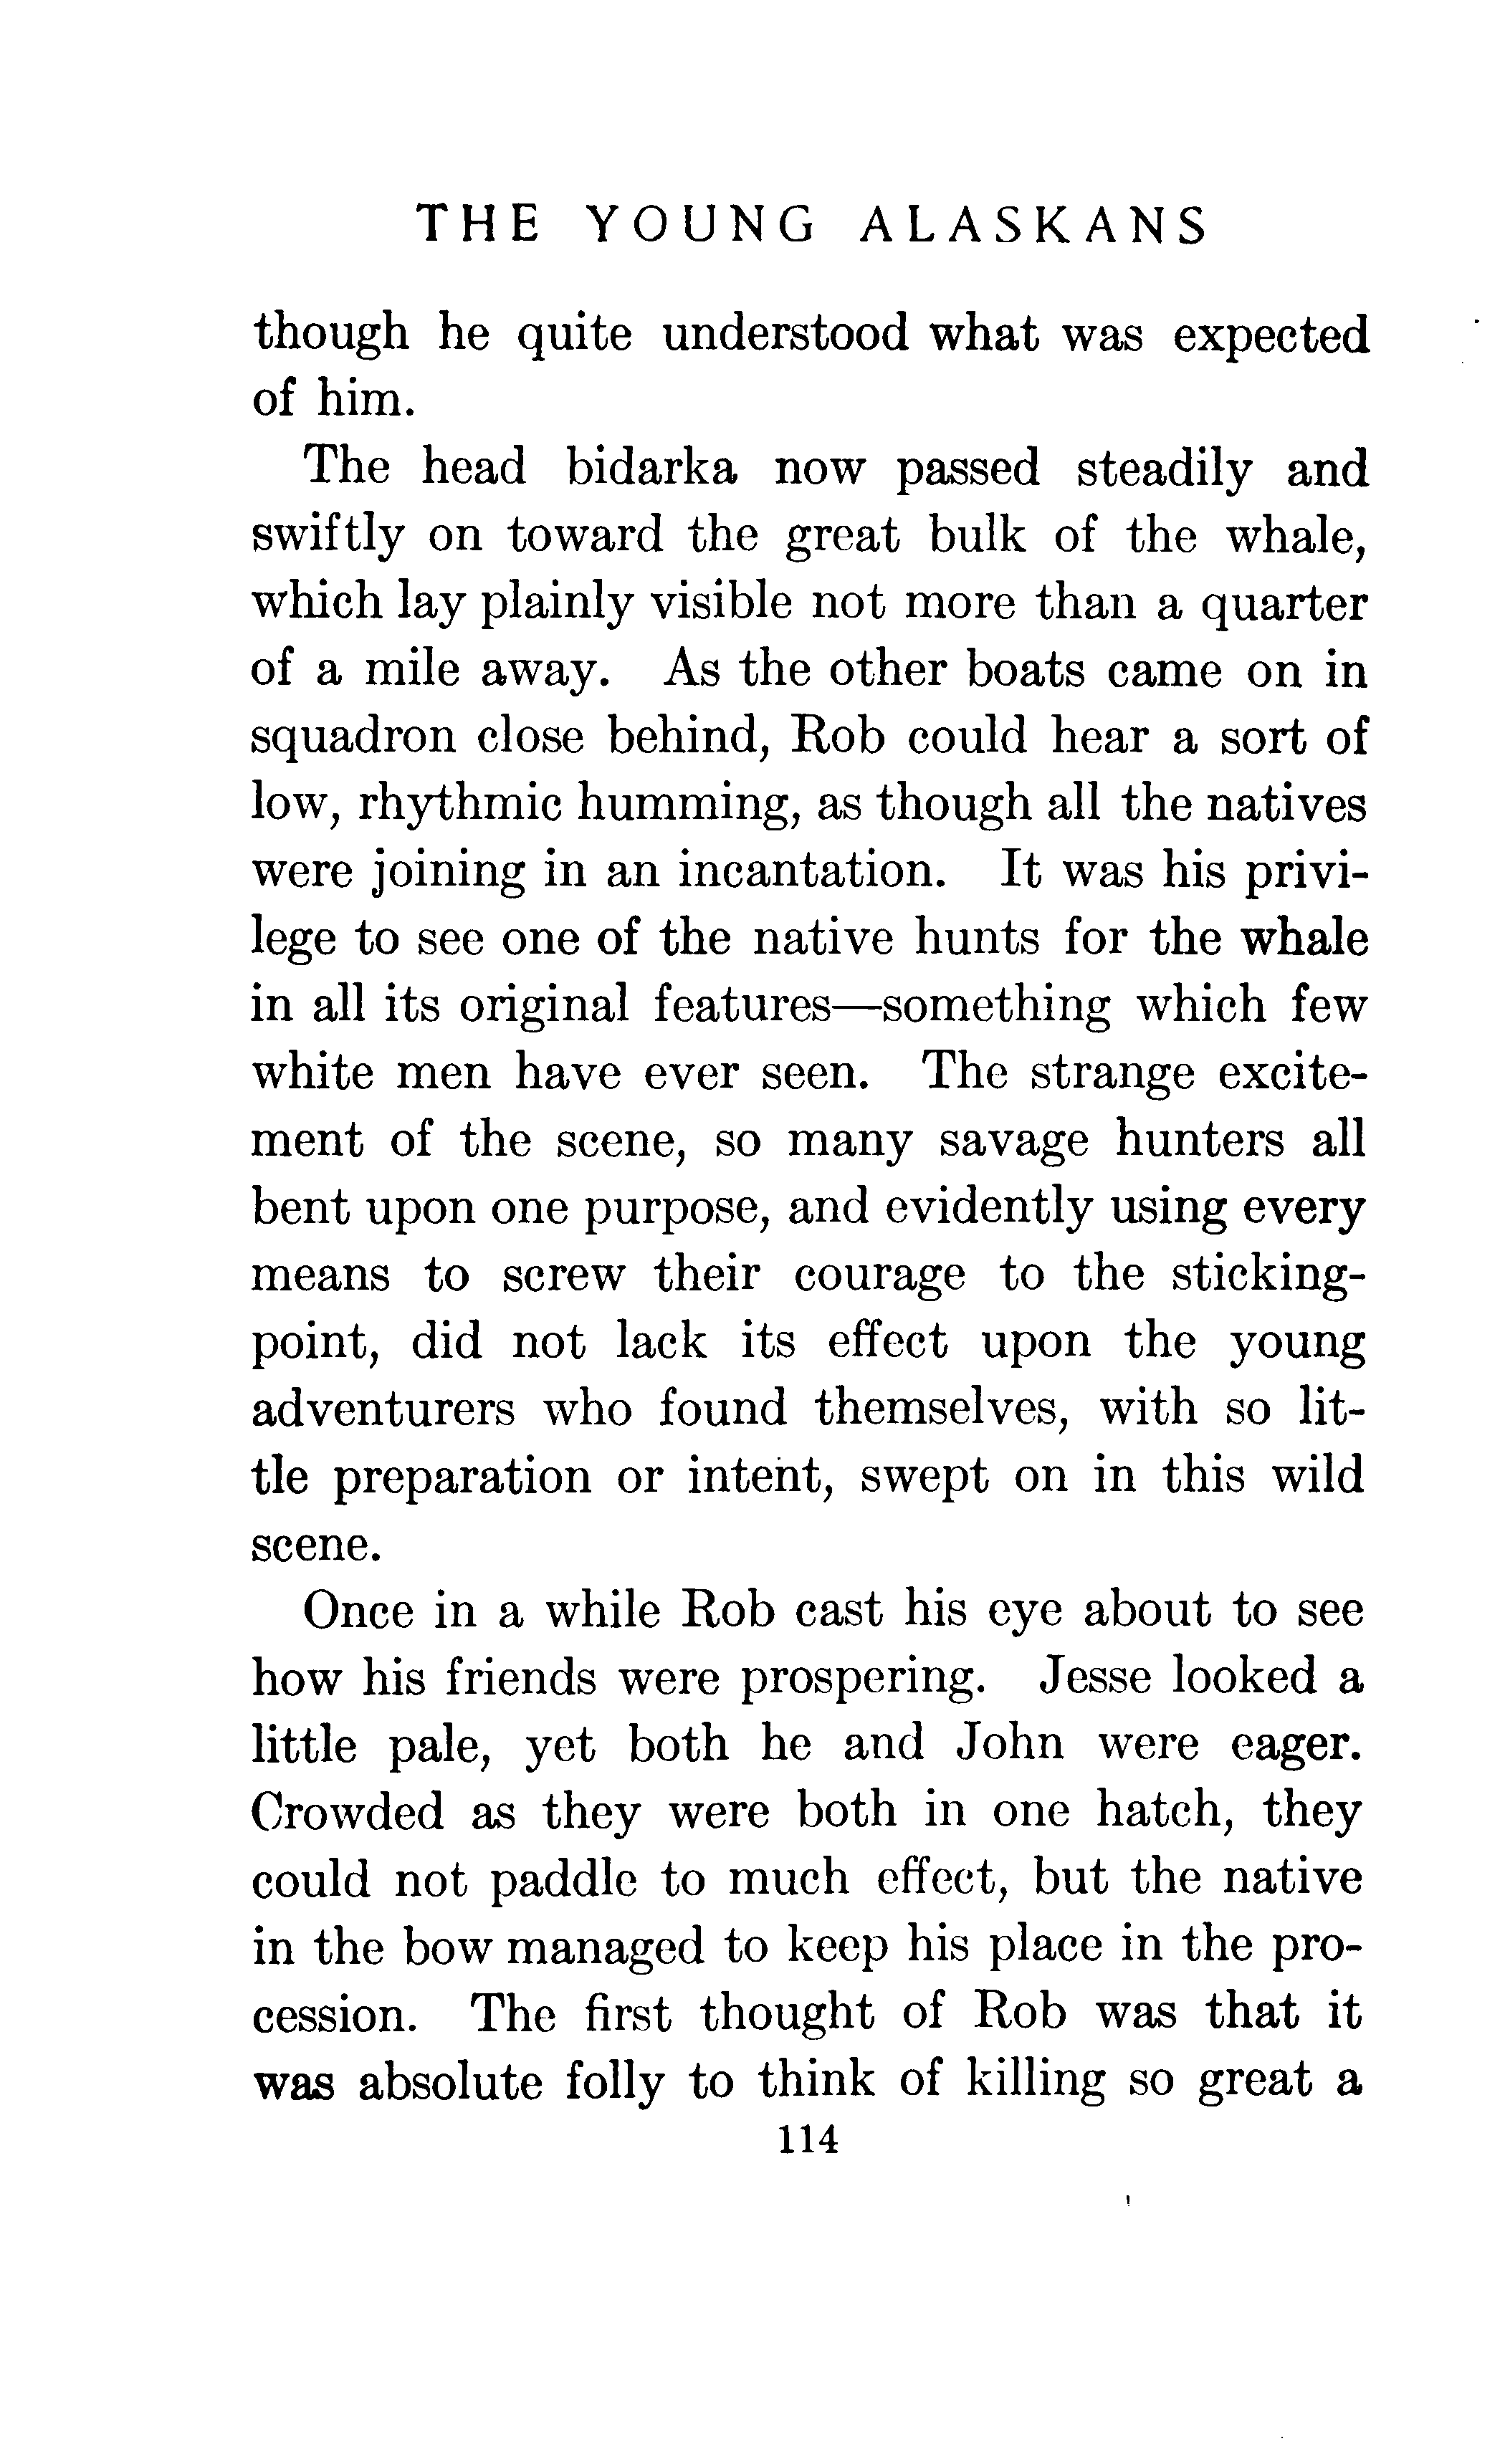 THE YOUNG ALASKANS
though he quite understood what was expected
of him.
The head bidarka now passed steadily and
swiftly on toward the great bulk of the whale,
which lay plainly visible not more than a quarter
of a mile away. As the other boats came on in
squadron close behind, Rob could hear a sort of
low, rhythmic humming, as though all the natives
were joining in an incantation. It was his privi-
lege to see one of the native hunts for the whale
in all its original features—something which few
white men have ever seen. The strange excite-
ment of the scene, so many savage hunters all
bent upon one purpose, and evidently using every
means to screw their courage to the sticking-
point, did not lack its effect upon the young
adventurers who found themselves, with so lit-
tle preparation or intent, swept on in this wild
scene.
Once in a while Rob cast his eye about to see
how his friends were prospering. Jesse looked a
little pale, yet both he and John were eager.
Crowded as they were both in one hatch, they
could not paddle to much effect, but the native
in the bow managed to keep his place in the pro-
cession. The first thought of Rob was that it
was absolute folly to think of killing so great a
114